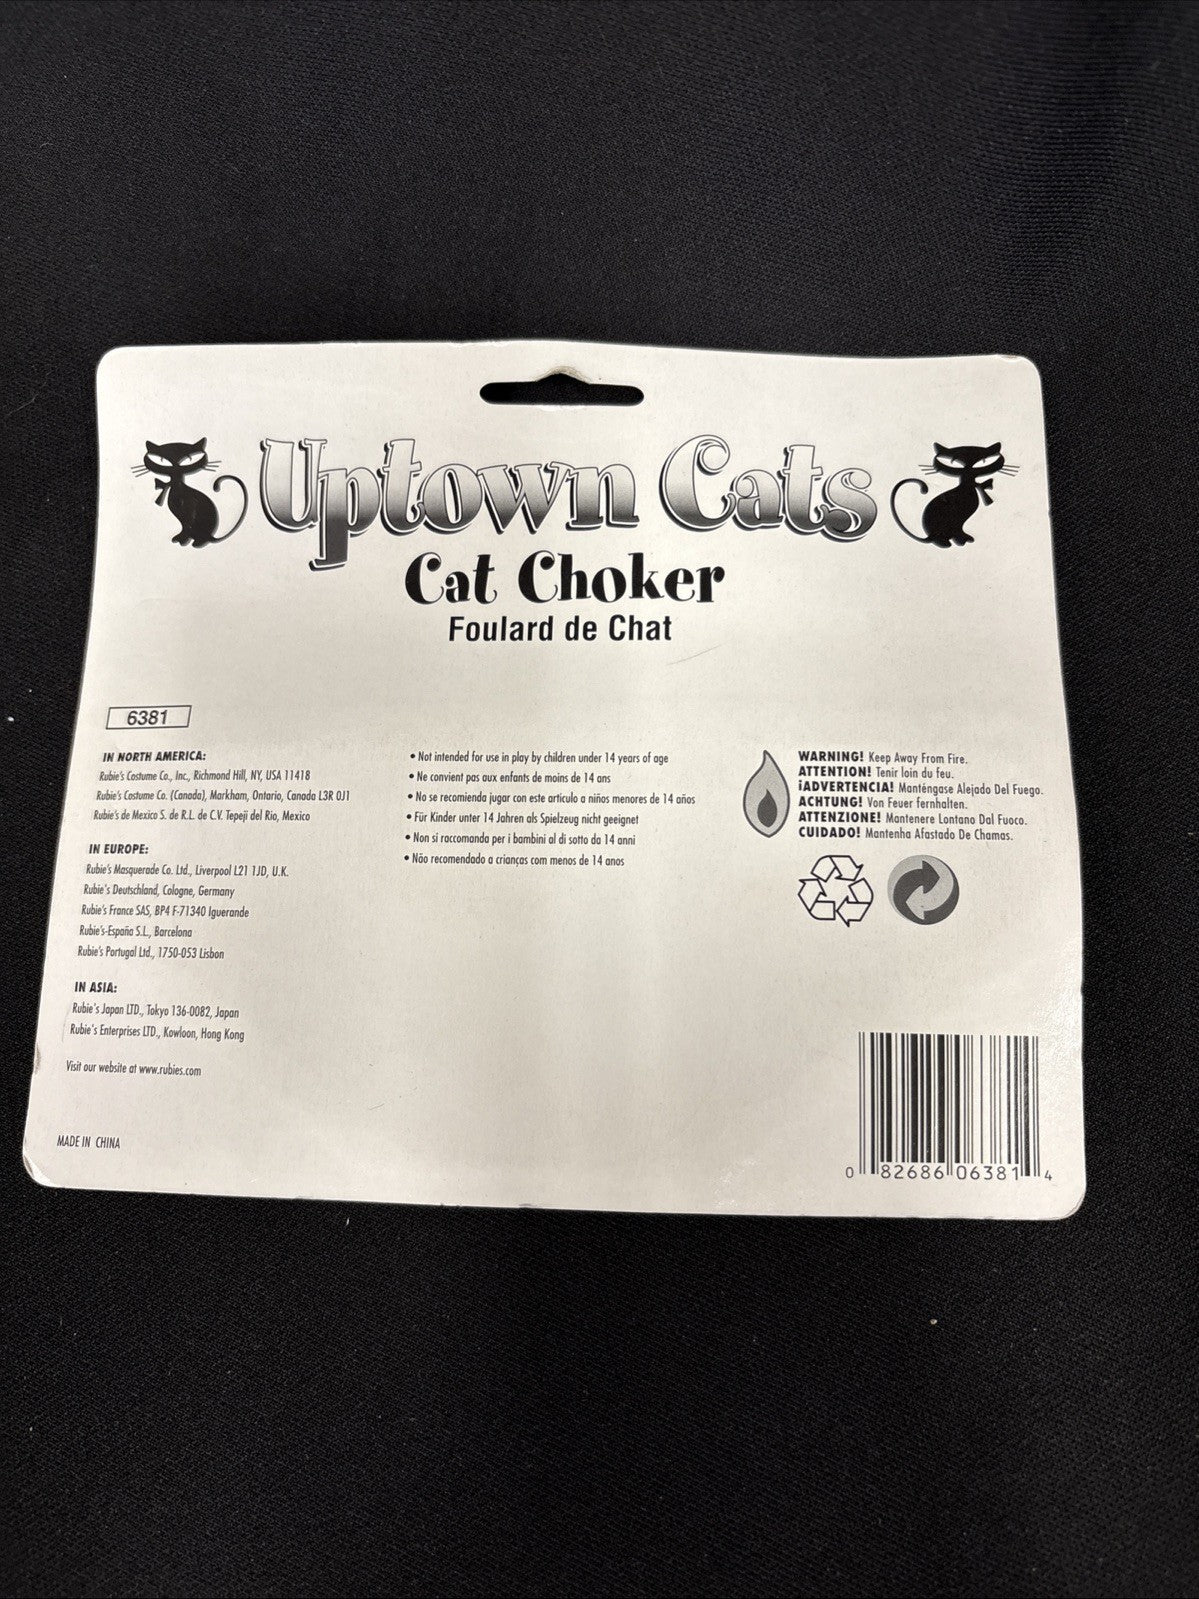 Uptown Cats
Cat Choker
Foulard de Chat
6381
IN NORTH AMERICA:
Rubie's Costume Co., Inc., Richmond Hill, NY, USA 11418
Rubie's Costume Co. (Canada), Markham, Ontario, Canada L3R 0J1
Rubie's de Mexico S. de R.L. de C.V. Tepeji del Rio, Mexico
IN EUROPE:
Rubie's Masquerade Co. Ltd., Liverpool L21 1JD, U.K.
Rubie's Deutschland, Cologne, Germany
Rubie's France SAS, BP4 F-71340 Iguerande
Rubie's-España S.L., Barcelona
Rubie's Portugal Ltd., 1750-053 Lisbon
IN ASIA:
Rubie's Japan LTD., Tokyo 136-0082, Japan
Rubie's Enterprises LTD., Kowloon, Hong Kong
Visit our website at www.rubies.com
MADE IN CHINA
• Not intended for use in play by children under 14 years of age
• Ne convient pas aux enfants de moins de 14 ans
• No se recomienda jugar con este articulo a niños menores de 14 años
• Für Kinder unter 14 Jahren als Spielzeug nicht geeignet
• Non si raccomanda per i bambini al di sotto da 14 anni
• Não recomendado a crianças com menos de 14 anos
WARNING! Keep Away From Fire.
ATTENTION! Tenir loin du feu.
¡ADVERTENCIA! Manténgase Alejado Del Fuego.
ACHTUNG! Von Feuer fernhalten.
ATTENZIONE! Mantenere Lontano Dal Fuoco.
CUIDADO! Mantenha Afastado De Chamas.
0 82686 06381 4